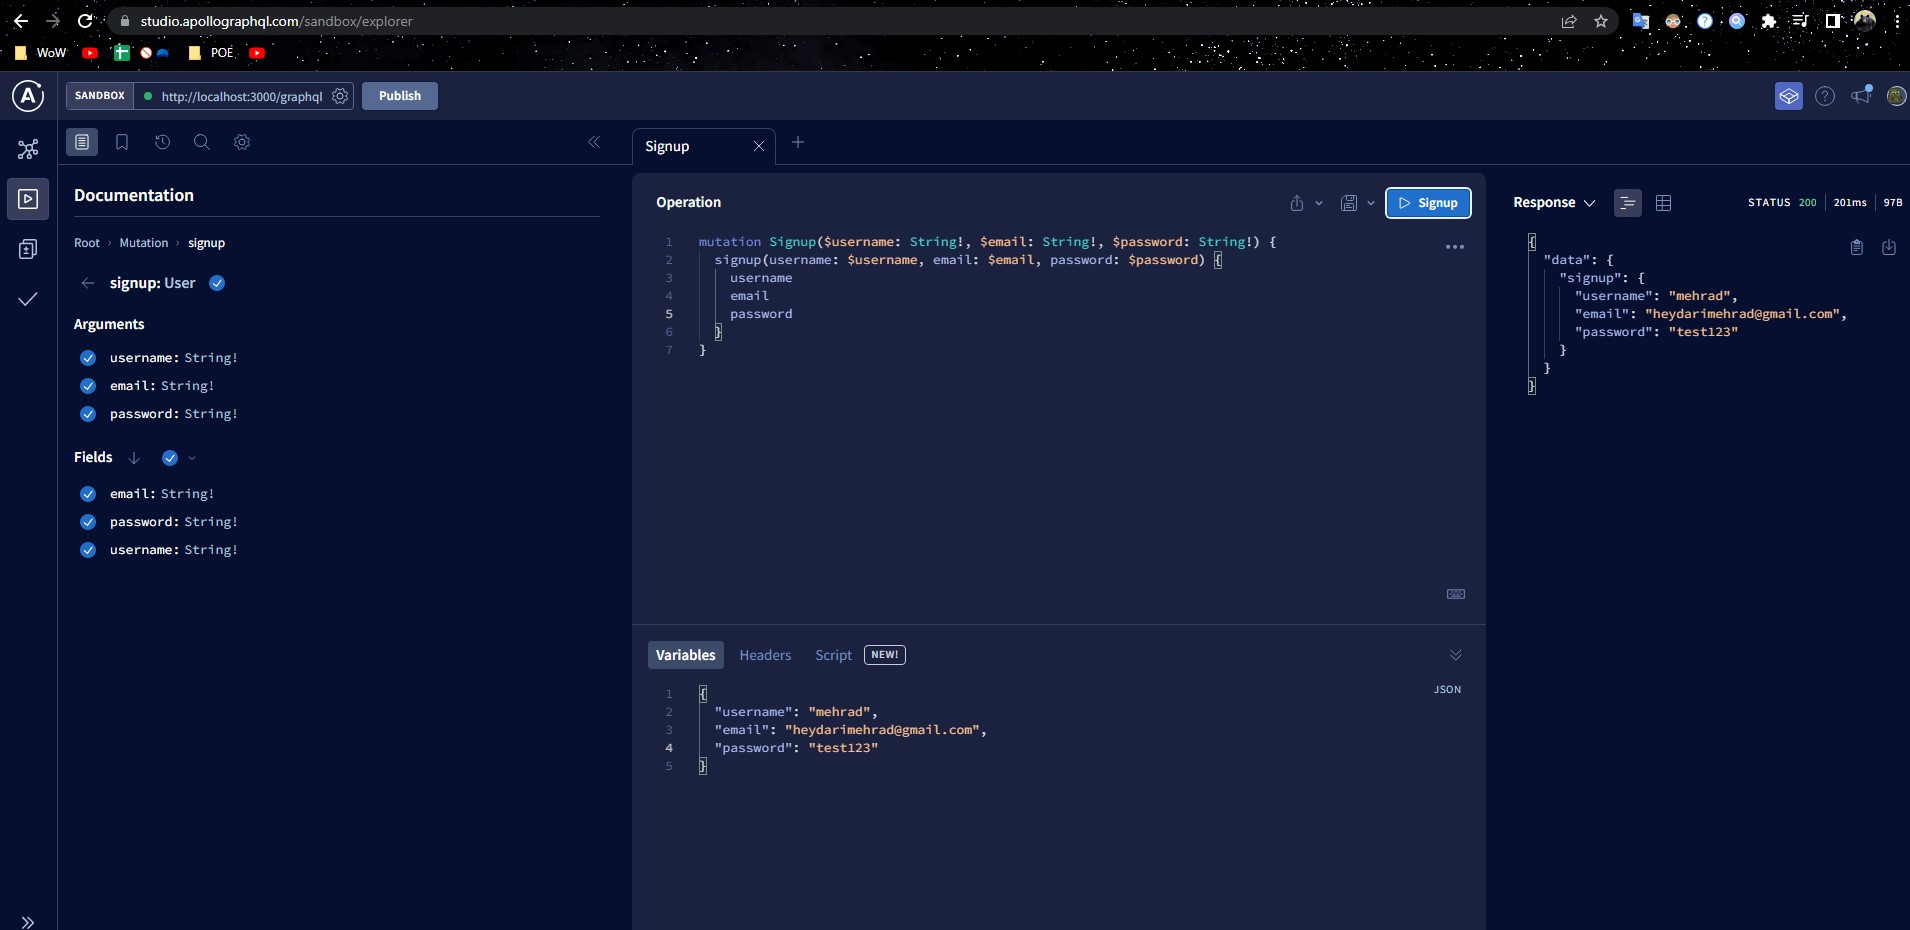 studio.apollographql.com/sandbox/explorer
WoW
POE
A
SANDBOX
http://localhost:3000/graphql
Publish
Documentation
Root › Mutation › signup
signup: User
Arguments
username: String!
email: String!
password: String!
Fields
email: String!
password: String!
username: String!
Signup
Operation
Signup
1 mutation Signup($username: String!, $email: String!, $password: String!) {
2 signup(username: $username, email: $email, password: $password) {
3 username
4 email
5 password
6 }
7 }
Variables Headers Script NEW!
JSON
1 {
2 "username": "mehrad",
3 "email": "heydarimehrad@gmail.com",
4 "password": "test123"
5 }
Response
STATUS 200 201ms 97B
{
"data": {
"signup": {
"username": "mehrad",
"email": "heydarimehrad@gmail.com",
"password": "test123"
}
}
}